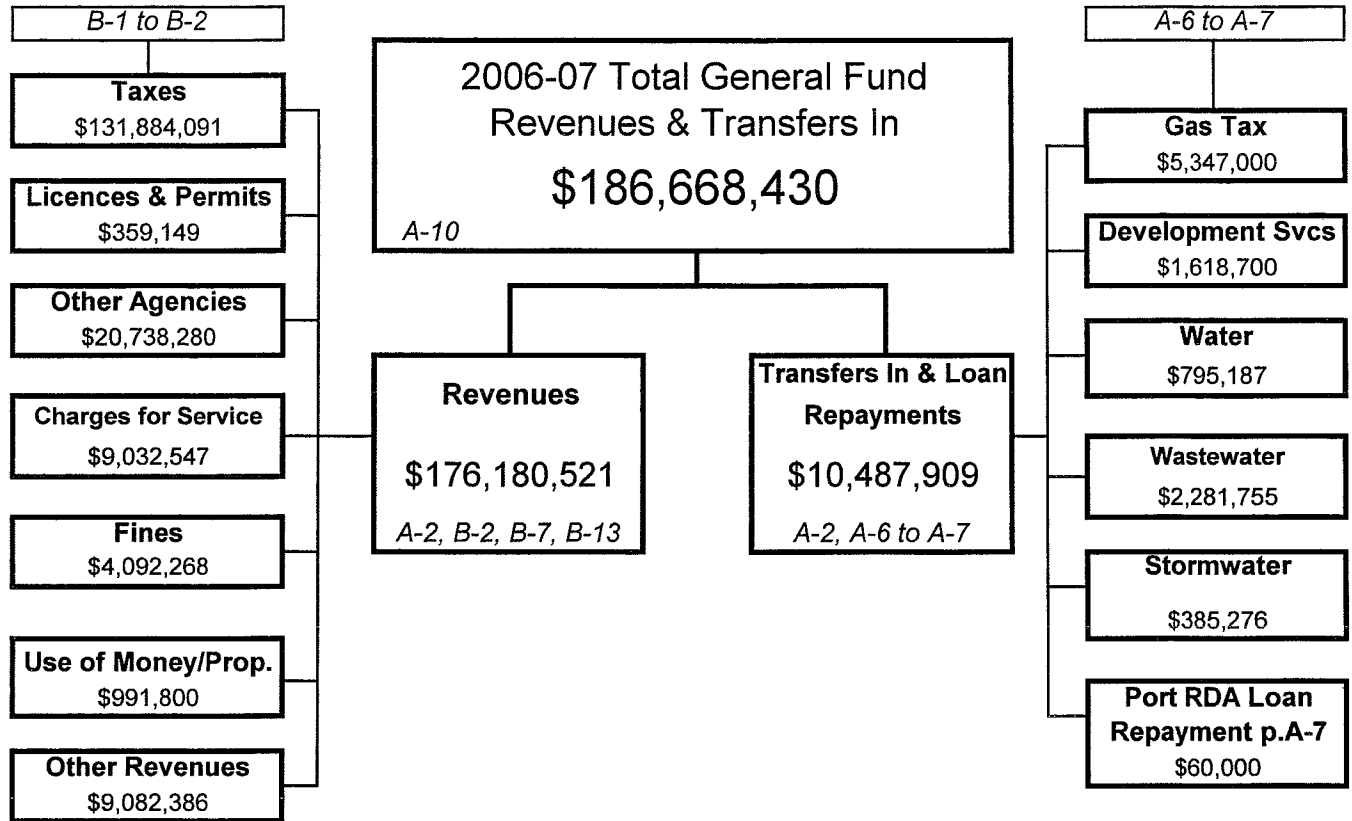 B-1 to B-2
Taxes
$131,884,091
Licences & Permits
$359,149
Other Agencies
$20,738,280
Charges for Service
$9,032,547
Fines
$4,092,268
Use of Money/Prop.
$991,800
Other Revenues
$9,082,386
2006-07 Total General Fund
Revenues & Transfers In
$186,668,430
A-10
Revenues
$176,180,521
A-2, B-2, B-7, B-13
Transfers In & Loan
Repayments
$10,487,909
A-2, A-6 to A-7
A-6 to A-7
Gas Tax
$5,347,000
Development Svcs
$1,618,700
Water
$795,187
Wastewater
$2,281,755
Stormwater
$385,276
Port RDA Loan
Repayment p.A-7
$60,000